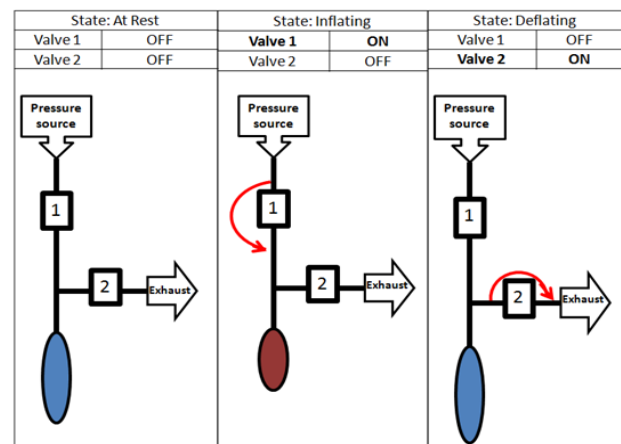 State: At Rest
Valve 1 OFF
Valve 2 OFF
Pressure
source
1
2
Exhaust
State: Inflating
Valve 1 ON
Valve 2 OFF
Pressure
source
1
2
Exhaust
State: Deflating
Valve 1 OFF
Valve 2 ON
Pressure
source
1
2
Exhaust